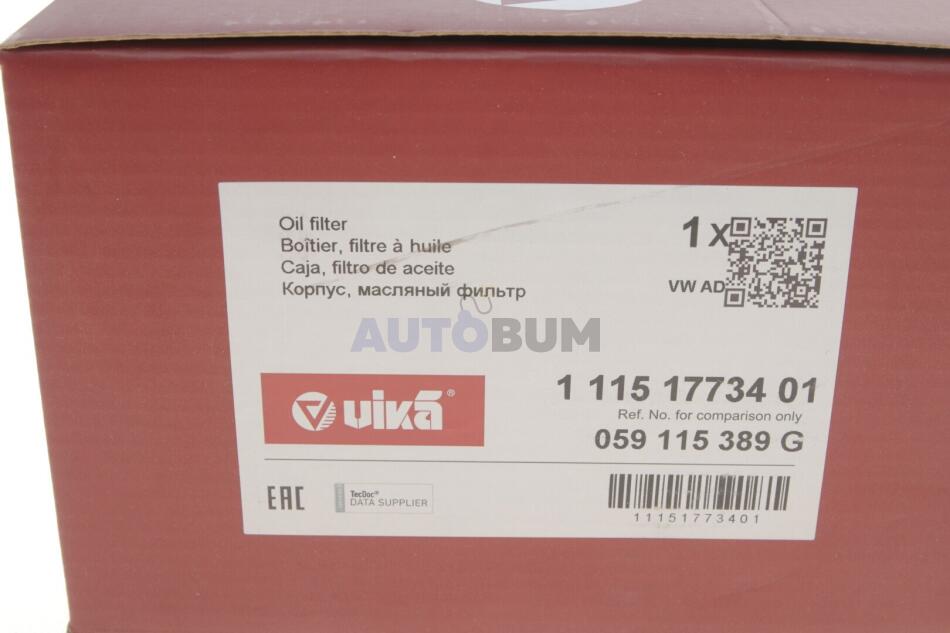 Oil filter
Boîtier, filtre à huile
Caja, filtro de aceite
Корпус, масляный фильтр
1 x
VW AD
AUTOBUM
vika®
1 115 17734 01
Ref. No. for comparison only
059 115 389 G
EAC
TecDoc®
DATA SUPPLIER
11151773401